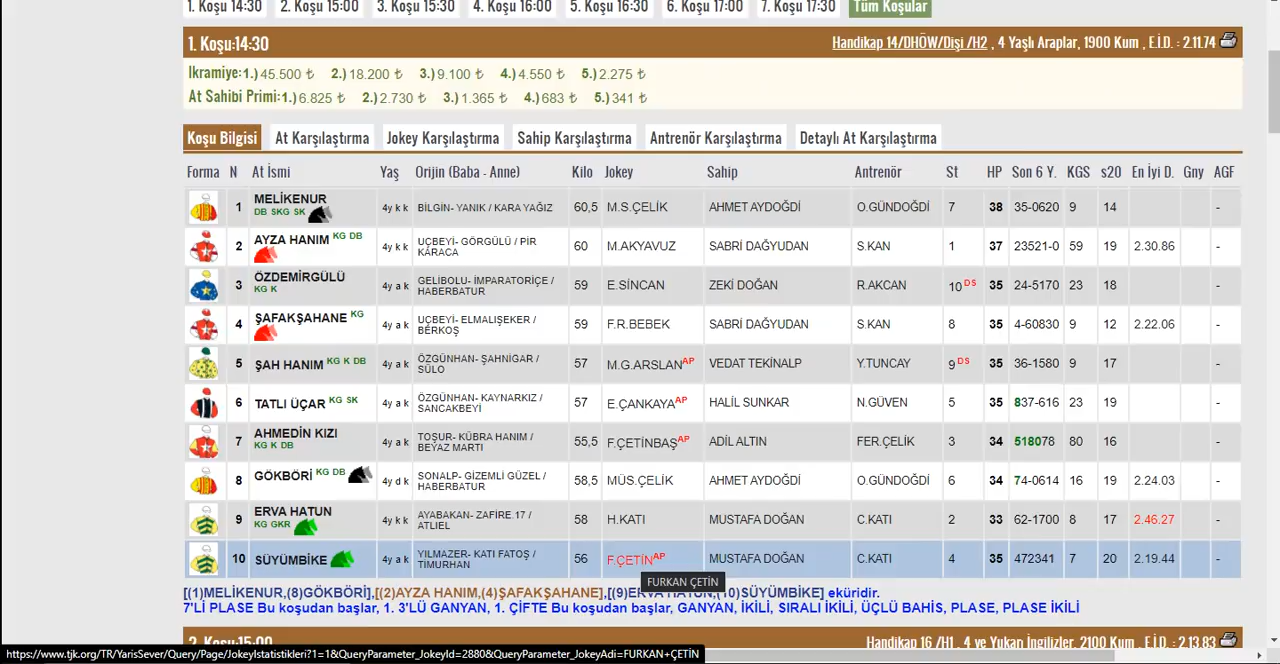 1. Koşu 14:30 2. Koşu 15:00 3. Koşu 15:30 4. Koşu 16:00 5. Koşu 16:30 6. Koşu 17:00 7. Koşu 17:30 Tüm Koşular
1. Koşu:14:30 Handikap 14/DHÖW/Dişi /H2 , 4 Yaşlı Araplar, 1900 Kum , E.İ.D. : 2.11.74
Ikramiye:1.)45.500 ₺ 2.)18.200 ₺ 3.)9.100 ₺ 4.)4.550 ₺ 5.)2.275 ₺
At Sahibi Primi:1.)6.825 ₺ 2.)2.730 ₺ 3.)1.365 ₺ 4.)683 ₺ 5.)341 ₺
Koşu Bilgisi At Karşılaştırma Jokey Karşılaştırma Sahip Karşılaştırma Antrenör Karşılaştırma Detaylı At Karşılaştırma
Forma N At İsmi Yaş Orijin (Baba - Anne) Kilo Jokey Sahip Antrenör St HP Son 6 Y. KGS s20 En İyi D. Gny AGF
1 MELİKENUR DB SKG SK 4y k k BİLGİN- YANIK / KARA YAĞIZ 60,5 M.S.ÇELİK AHMET AYDOĞDİ O.GÜNDOĞDİ 7 38 35-0620 9 14 -
2 AYZA HANIM KG DB 4y k k UÇBEYİ- GÖRGÜLÜ / PİR KARACA 60 M.AKYAVUZ SABRİ DAĞYUDAN S.KAN 1 37 23521-0 59 19 2.30.86 -
3 ÖZDEMİRGÜLÜ KG K 4y a k GELİBOLU- İMPARATORİÇE / HABERBATUR 59 E.SİNCAN ZEKİ DOĞAN R.AKCAN 10 DS 35 24-5170 23 18 -
4 ŞAFAKŞAHANE KG 4y a k UÇBEYİ- ELMALIŞEKER / BERKOŞ 59 F.R.BEBEK SABRİ DAĞYUDAN S.KAN 8 35 4-60830 9 12 2.22.06 -
5 ŞAH HANIM KG K DB 4y a k ÖZGÜNHAN- ŞAHNİGAR / SÜLO 57 M.G.ARSLAN AP VEDAT TEKİNALP Y.TUNCAY 9 DS 35 36-1580 9 17 -
6 TATLI ÜÇAR KG SK 4y a k ÖZGÜNHAN- KAYNARKIZ / SANCAKBEYİ 57 E.ÇANKAYA AP HALİL SUNKAR N.GÜVEN 5 35 837-616 23 19 -
7 AHMEDİN KIZI KG K DB 4y a k TOŞUR- KÜBRA HANIM / BEYAZ MARTI 55,5 F.ÇETİNBAŞ AP ADİL ALTIN FER.ÇELİK 3 34 518078 80 16 -
8 GÖKBÖRİ KG DB 4y d k SONALP- GİZEMLİ GÜZEL / HABERBATUR 58,5 MÜS.ÇELİK AHMET AYDOĞDİ O.GÜNDOĞDİ 6 34 74-0614 16 19 2.24.03 -
9 ERVA HATUN KG GKR 4y k k AYABAKAN- ZAFİRE.17 / ATLIEL 58 H.KATI MUSTAFA DOĞAN C.KATI 2 33 62-1700 8 17 2.46.27 -
10 SÜYÜMBİKE 4y a k YILMAZER- KATI FATOŞ / TİMURHAN 56 F.ÇETİN AP MUSTAFA DOĞAN C.KATI 4 35 472341 7 20 2.19.44 -
FURKAN ÇETİN
[(1)MELİKENUR,(8)GÖKBÖRİ],[(2)AYZA HANIM,(4)ŞAFAKŞAHANE],[(9)ERVA HATUN,(10)SÜYÜMBİKE] eküridir.
7'Lİ PLASE Bu koşudan başlar, 1. 3'LÜ GANYAN, 1. ÇİFTE Bu koşudan başlar, GANYAN, İKİLİ, SIRALI İKİLİ, ÜÇLÜ BAHİS, PLASE, PLASE İKİLİ
2. Koşu:15:00 Handikap 16 /H1 , 4 ve Yukarı İngilizler, 2100 Kum , E.İ.D. : 2.13.83
https://www.tjk.org/TR/YarisSever/Query/Page/JokeyIstatistikleri?1=1&QueryParameter_JokeyId=2880&QueryParameter_JokeyAdi=FURKAN+ÇETİN